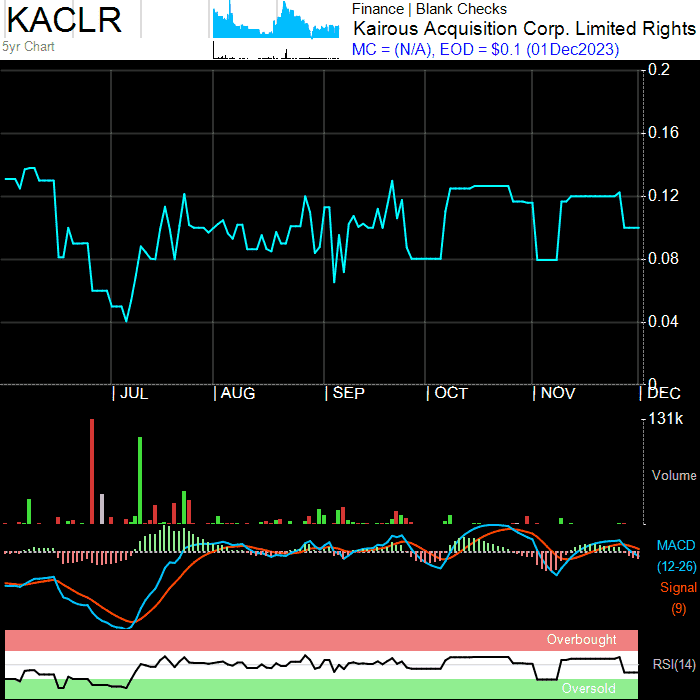 KACLR
5yr Chart
Finance | Blank Checks
Kairous Acquisition Corp. Limited Rights
MC = (N/A), EOD = $0.1 (01Dec2023)
0.2
0.16
0.12
0.08
0.04
0
JUL AUG SEP OCT NOV DEC
131k
Volume
MACD
(12-26)
Signal
(9)
Overbought
RSI(14)
Oversold